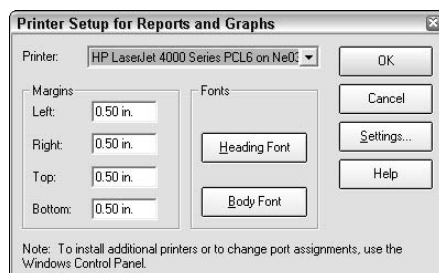 Printer Setup for Reports and Graphs
Printer: HP LaserJet 4000 Series PCL6 on Ne03
OK
Cancel
Settings...
Help
Margins
Left: 0.50 in.
Right: 0.50 in.
Top: 0.50 in.
Bottom: 0.50 in.
Fonts
Heading Font
Body Font
Note: To install additional printers or to change port assignments, use the
Windows Control Panel.